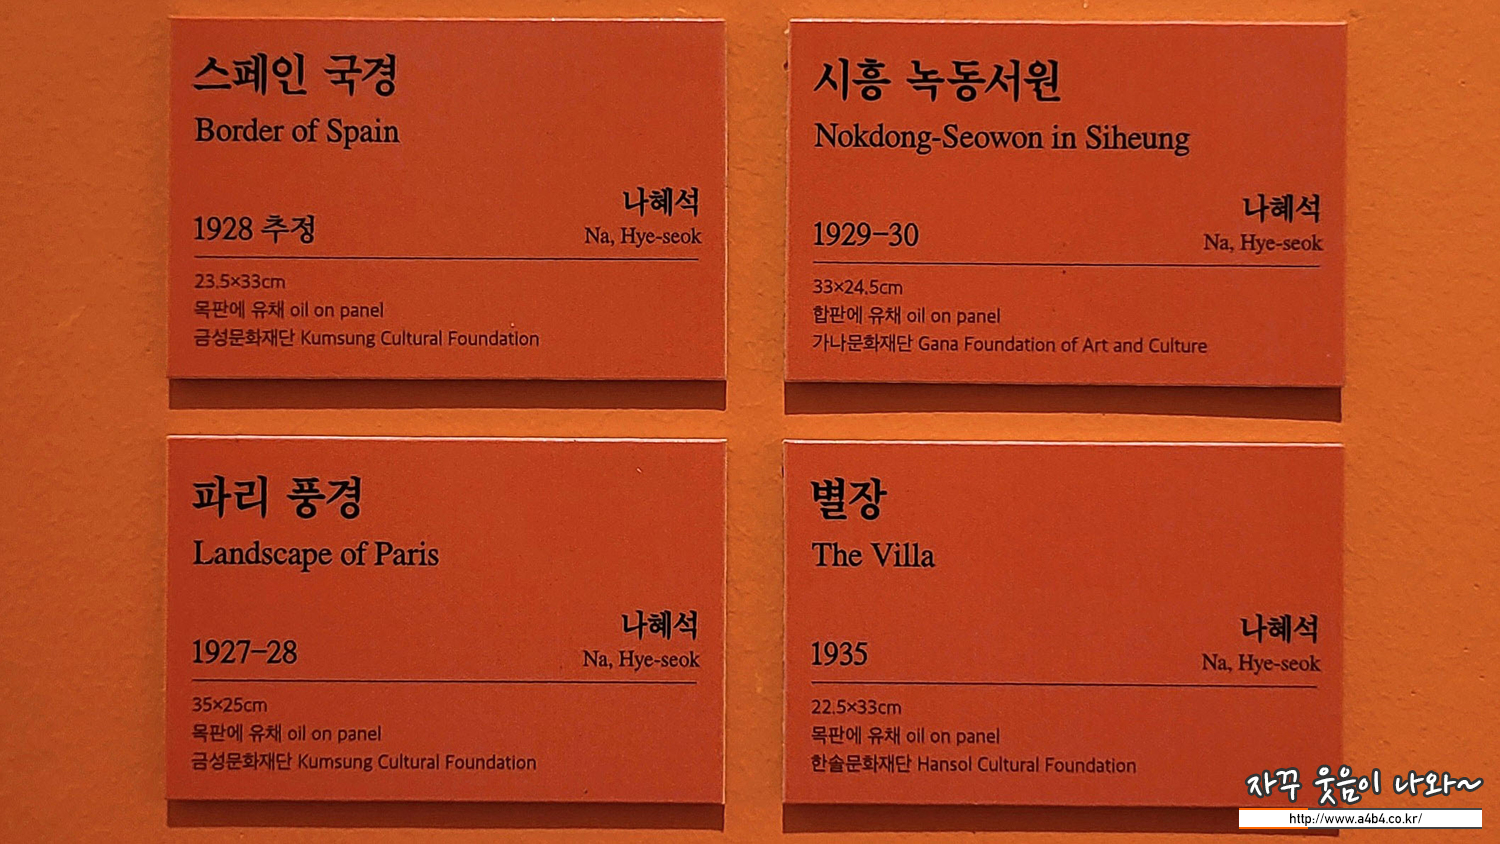 스페인 국경
Border of Spain
나혜석
1928 추정
Na, Hye-seok
23.5×33cm
목판에 유채 oil on panel
금성문화재단 Kumsung Cultural Foundation
시흥 녹동서원
Nokdong-Seowon in Siheung
나혜석
1929–30
Na, Hye-seok
33×24.5cm
합판에 유채 oil on panel
가나문화재단 Gana Foundation of Art and Culture
파리 풍경
Landscape of Paris
나혜석
1927–28
Na, Hye-seok
35×25cm
목판에 유채 oil on panel
금성문화재단 Kumsung Cultural Foundation
별장
The Villa
나혜석
1935
Na, Hye-seok
22.5×33cm
목판에 유채 oil on panel
한솔문화재단 Hansol Cultural Foundation
자꾸 웃음이 나와~
http://www.a4b4.co.kr/